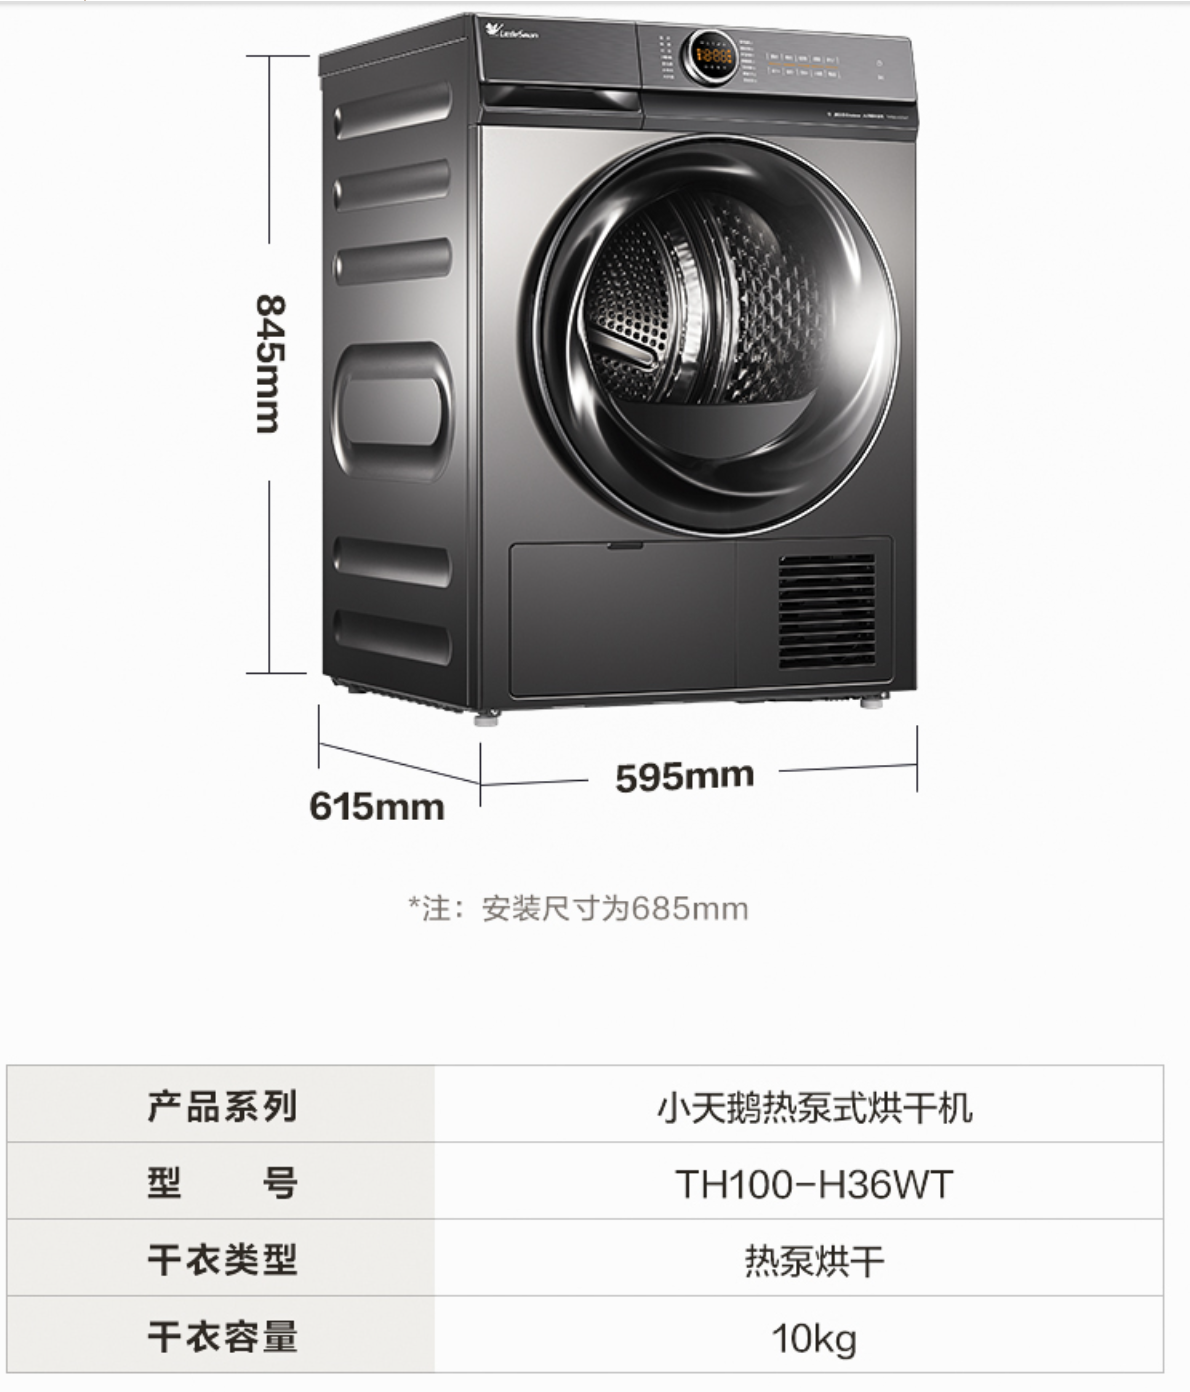 LittleSwan
845mm
615mm
595mm
*注：安装尺寸为685mm
产品系列 小天鹅热泵式烘干机
型 号 TH100-H36WT
干衣类型 热泵烘干
干衣容量 10kg